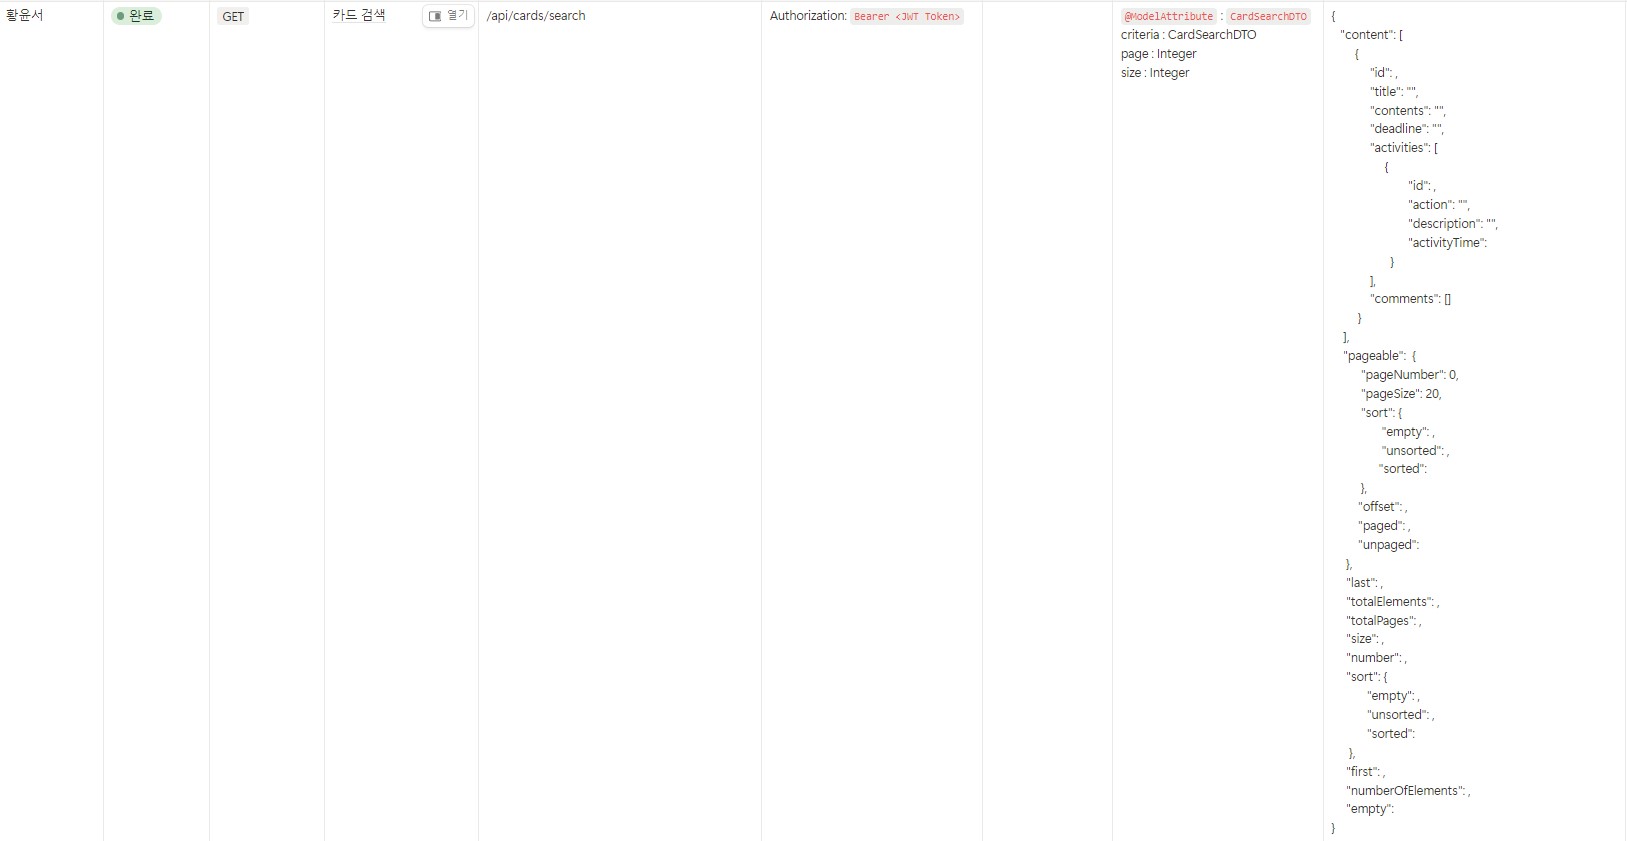 황윤서
완료
GET
카드 검색
열기
/api/cards/search
Authorization: Bearer <JWT Token>
@ModelAttribute : CardSearchDTO
criteria : CardSearchDTO
page : Integer
size : Integer
{
"content": [
{
"id": ,
"title": "",
"contents": "",
"deadline": "",
"activities": [
{
"id": ,
"action": "",
"description": "",
"activityTime":
}
],
"comments": []
}
],
"pageable": {
"pageNumber": 0,
"pageSize": 20,
"sort": {
"empty": ,
"unsorted": ,
"sorted":
},
"offset": ,
"paged": ,
"unpaged":
},
"last": ,
"totalElements": ,
"totalPages": ,
"size": ,
"number": ,
"sort": {
"empty": ,
"unsorted": ,
"sorted":
},
"first": ,
"numberOfElements": ,
"empty":
}